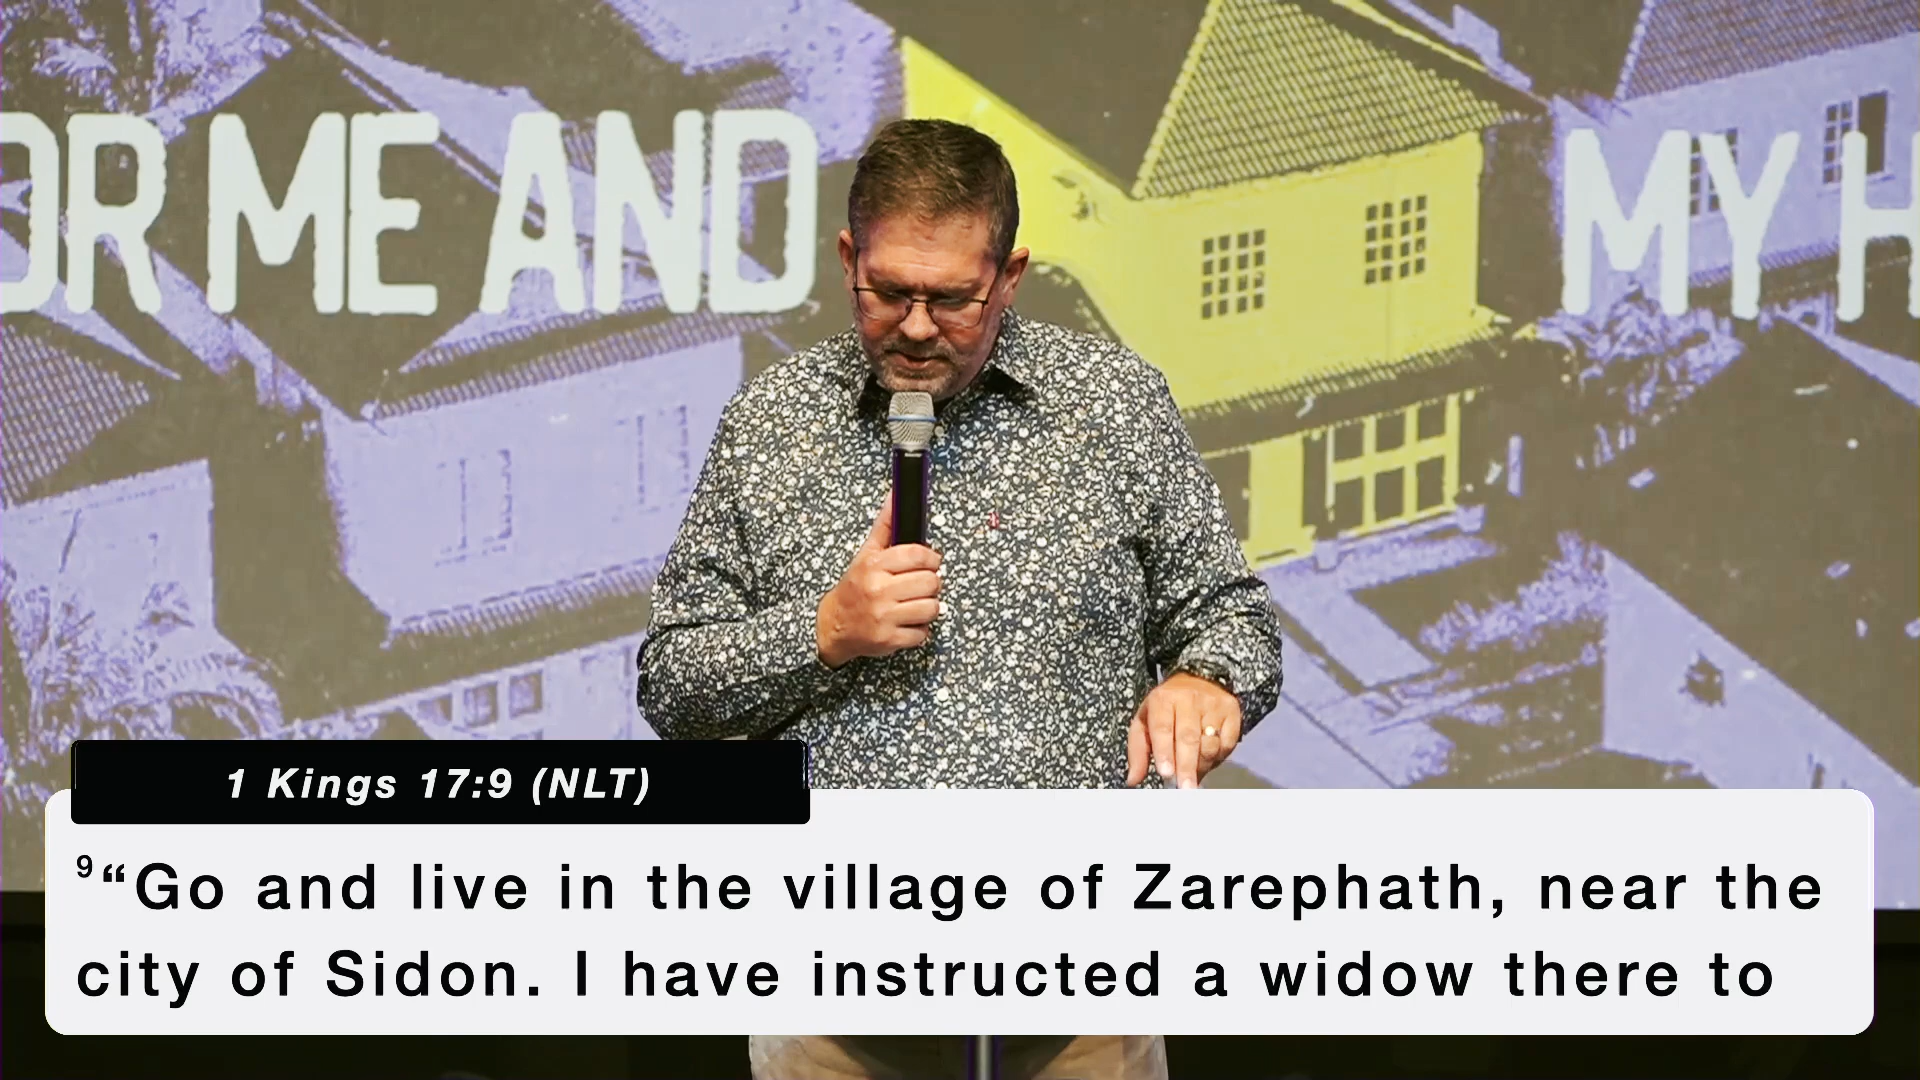 OR ME AND MY H
1 Kings 17:9 (NLT)
9 “Go and live in the village of Zarephath, near the
city of Sidon. I have instructed a widow there to